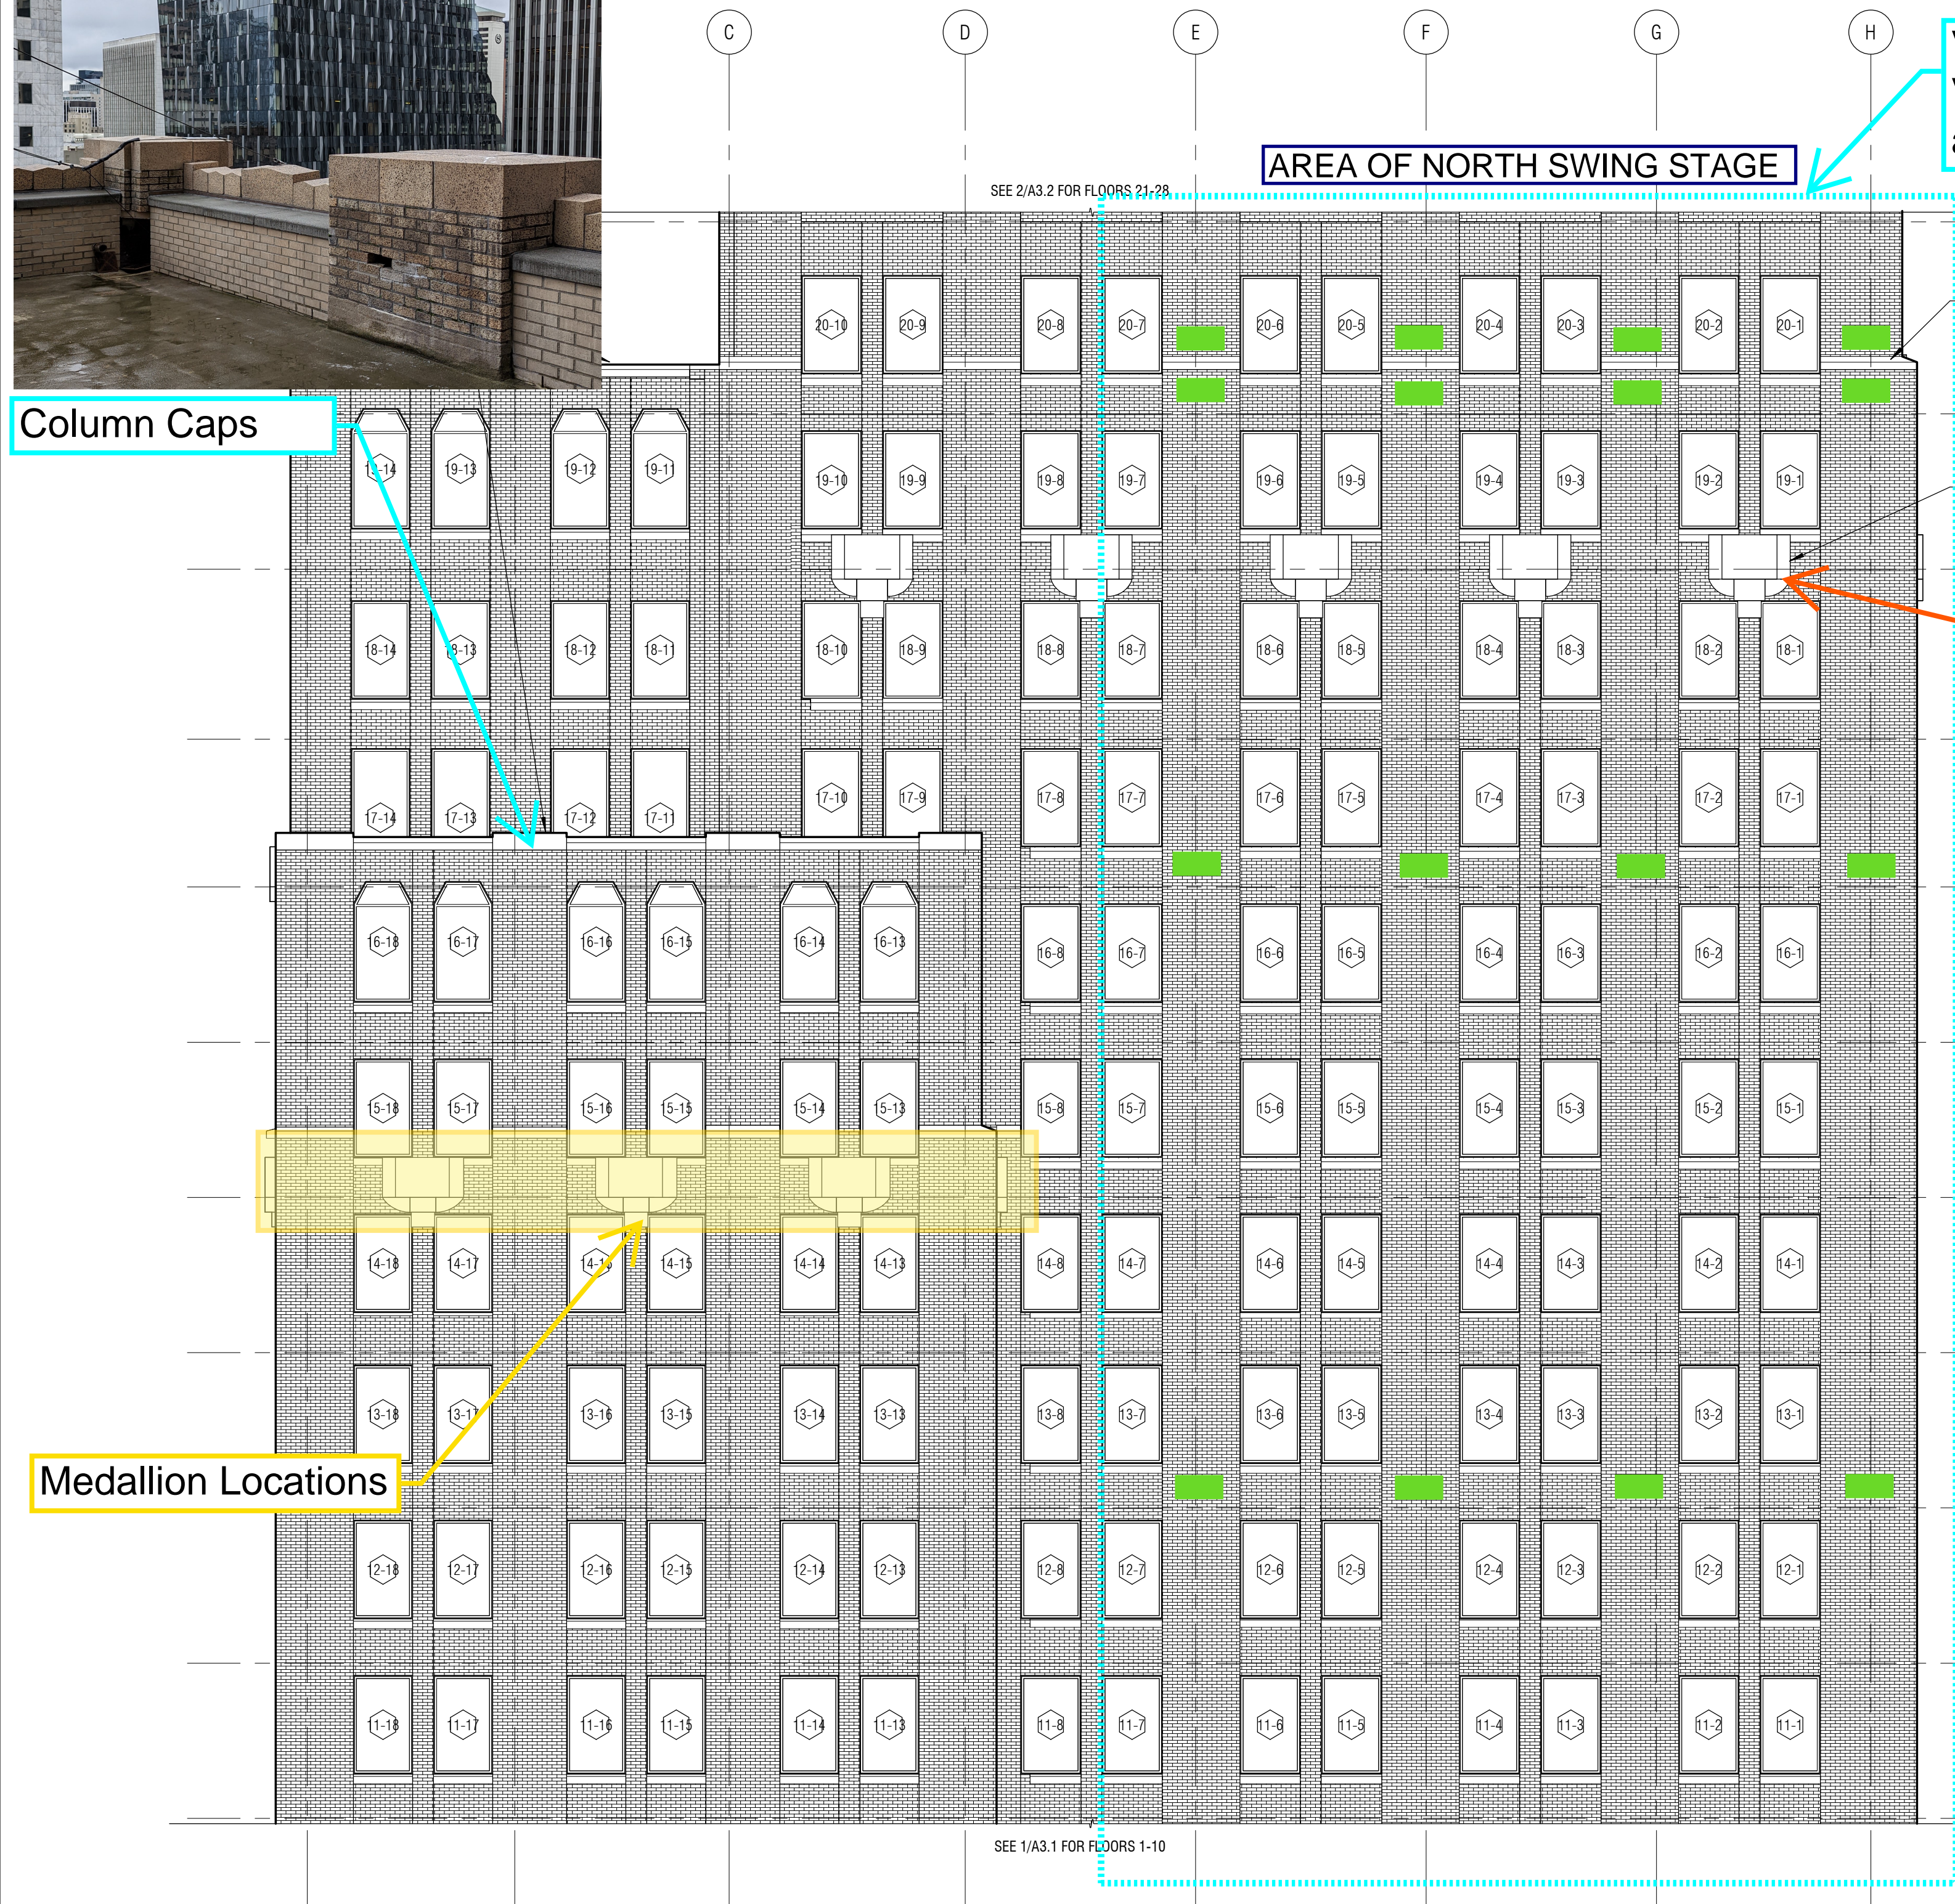 C D E F G H
AREA OF NORTH SWING STAGE
SEE 2/A3.2 FOR FLOORS 21-28
20-10 20-9 20-8 20-7 20-6 20-5 20-4 20-3 20-2 20-1
Column Caps
19-14 19-13 19-12 19-11 19-10 19-9 19-8 19-7 19-6 19-5 19-4 19-3 19-2 19-1
18-14 18-13 18-12 18-11 18-10 18-9 18-8 18-7 18-6 18-5 18-4 18-3 18-2 18-1
17-14 17-13 17-12 17-11 17-10 17-9 17-8 17-7 17-6 17-5 17-4 17-3 17-2 17-1
16-18 16-17 16-16 16-15 16-14 16-13 16-8 16-7 16-6 16-5 16-4 16-3 16-2 16-1
15-18 15-17 15-16 15-15 15-14 15-13 15-8 15-7 15-6 15-5 15-4 15-3 15-2 15-1
14-18 14-17 14-16 14-15 14-14 14-13 14-8 14-7 14-6 14-5 14-4 14-3 14-2 14-1
13-18 13-17 13-16 13-15 13-14 13-13 13-8 13-7 13-6 13-5 13-4 13-3 13-2 13-1
Medallion Locations
12-18 12-17 12-16 12-15 12-14 12-13 12-8 12-7 12-6 12-5 12-4 12-3 12-2 12-1
11-18 11-17 11-16 11-15 11-14 11-13 11-8 11-7 11-6 11-5 11-4 11-3 11-2 11-1
SEE 1/A3.1 FOR FLOORS 1-10